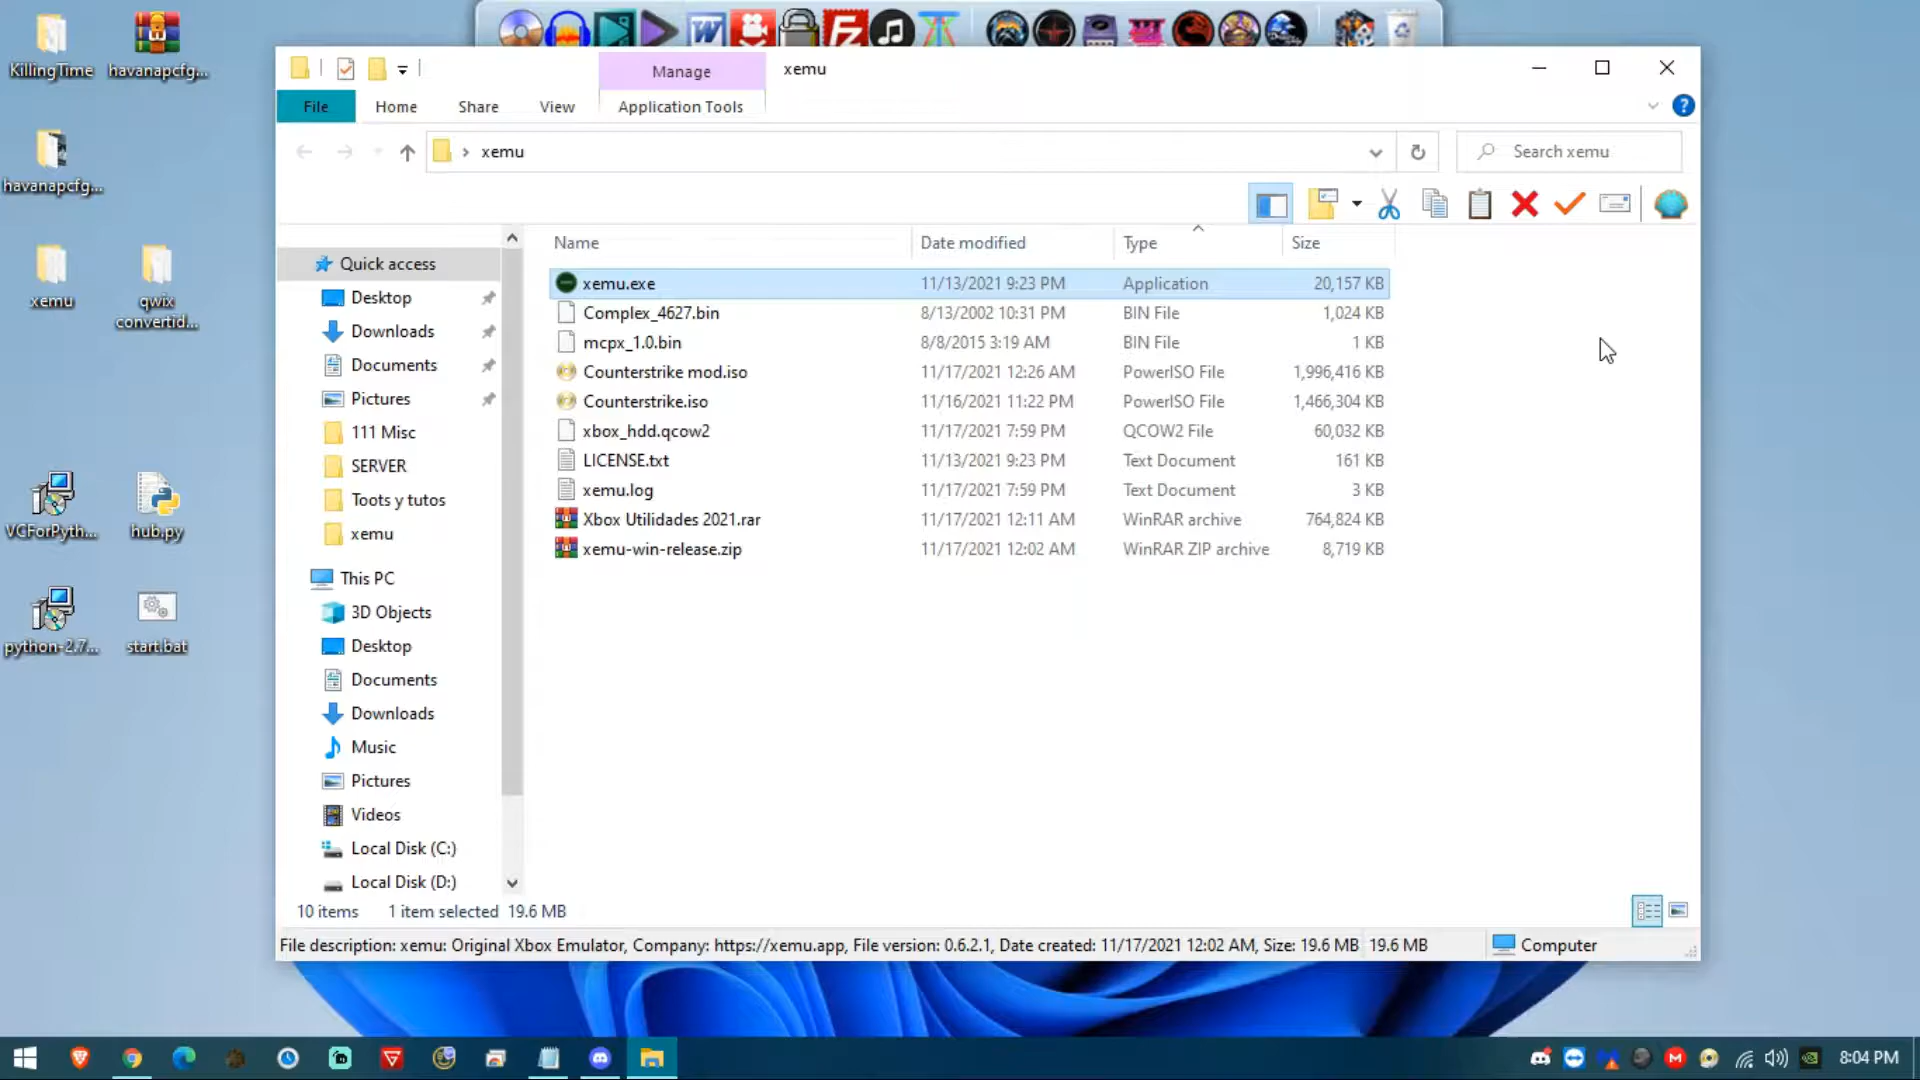 KillingTime
havanapcfg...
havanapcfg...
xemu
qwix
convertid...
VCForPyth...
hub.py
python-2.7...
start.bat
Manage
xemu
File
Home
Share
View
Application Tools
xemu
Search xemu
Name
Date modified
Type
Size
Quick access
Desktop
Downloads
Documents
Pictures
111 Misc
SERVER
Toots y tutos
xemu
This PC
3D Objects
Desktop
Documents
Downloads
Music
Pictures
Videos
Local Disk (C:)
Local Disk (D:)
xemu.exe 11/13/2021 9:23 PM Application 20,157 KB
Complex_4627.bin 8/13/2002 10:31 PM BIN File 1,024 KB
mcpx_1.0.bin 8/8/2015 3:19 AM BIN File 1 KB
Counterstrike mod.iso 11/17/2021 12:26 AM PowerISO File 1,996,416 KB
Counterstrike.iso 11/16/2021 11:22 PM PowerISO File 1,466,304 KB
xbox_hdd.qcow2 11/17/2021 7:59 PM QCOW2 File 60,032 KB
LICENSE.txt 11/13/2021 9:23 PM Text Document 161 KB
xemu.log 11/17/2021 7:59 PM Text Document 3 KB
Xbox Utilidades 2021.rar 11/17/2021 12:11 AM WinRAR archive 764,824 KB
xemu-win-release.zip 11/17/2021 12:02 AM WinRAR ZIP archive 8,719 KB
10 items 1 item selected 19.6 MB
File description: xemu: Original Xbox Emulator, Company: https://xemu.app, File version: 0.6.2.1, Date created: 11/17/2021 12:02 AM, Size: 19.6 MB 19.6 MB Computer
8:04 PM